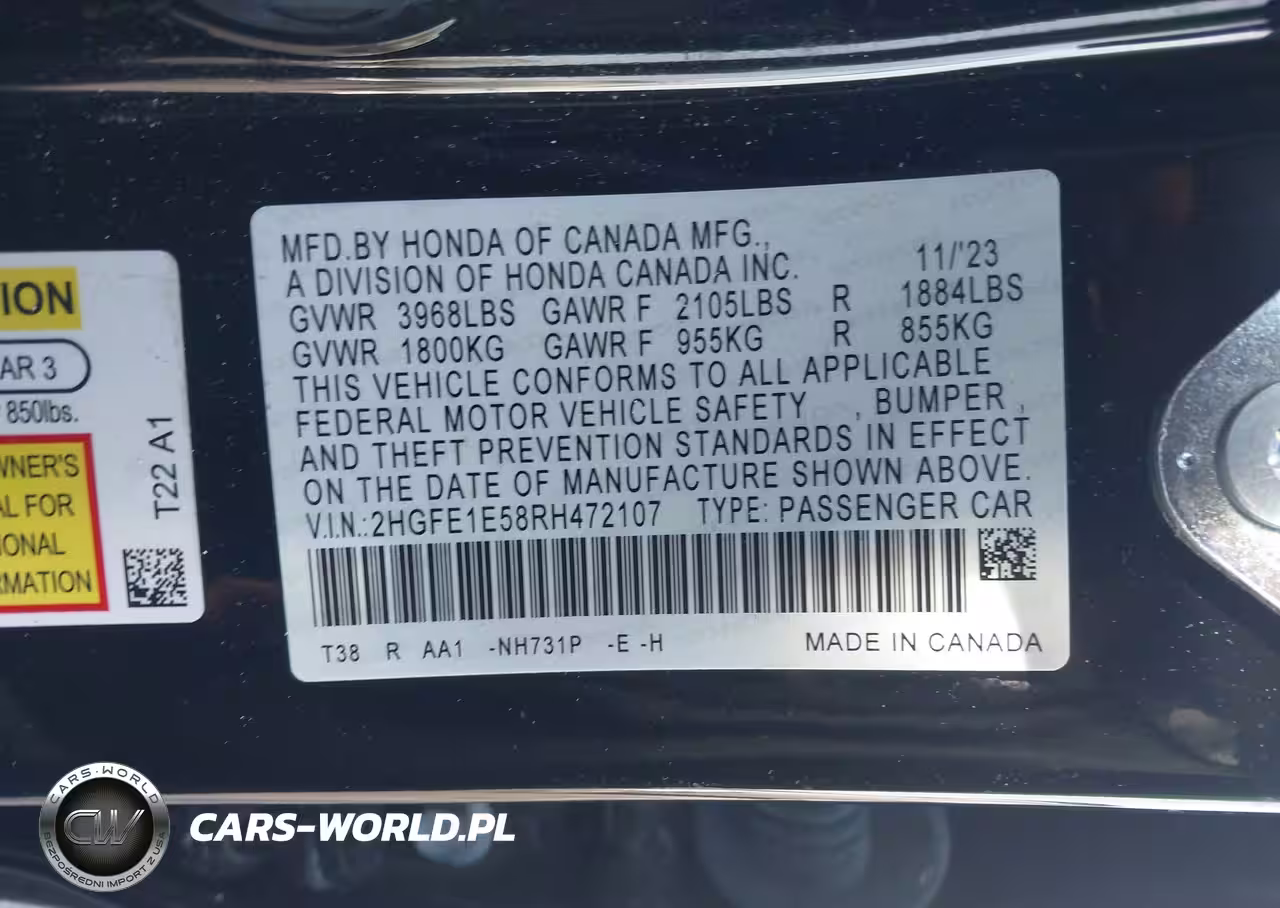 MFD.BY HONDA OF CANADA MFG.,
A DIVISION OF HONDA CANADA INC. 11/'23
GVWR 3968LBS GAWR F 2105LBS R 1884LBS
GVWR 1800KG GAWR F 955KG R 855KG
THIS VEHICLE CONFORMS TO ALL APPLICABLE
FEDERAL MOTOR VEHICLE SAFETY , BUMPER ,
AND THEFT PREVENTION STANDARDS IN EFFECT
ON THE DATE OF MANUFACTURE SHOWN ABOVE.
V.I.N.:2HGFE1E58RH472107 TYPE: PASSENGER CAR
T38 R AA1 -NH731P -E -H MADE IN CANADA
ION
AR 3
850lbs.
WNER'S
AL FOR
IONAL
RMATION
T22 A1
CARS-WORLD
CW
BEZPOŚREDNI IMPORT Z USA
CARS-WORLD.PL